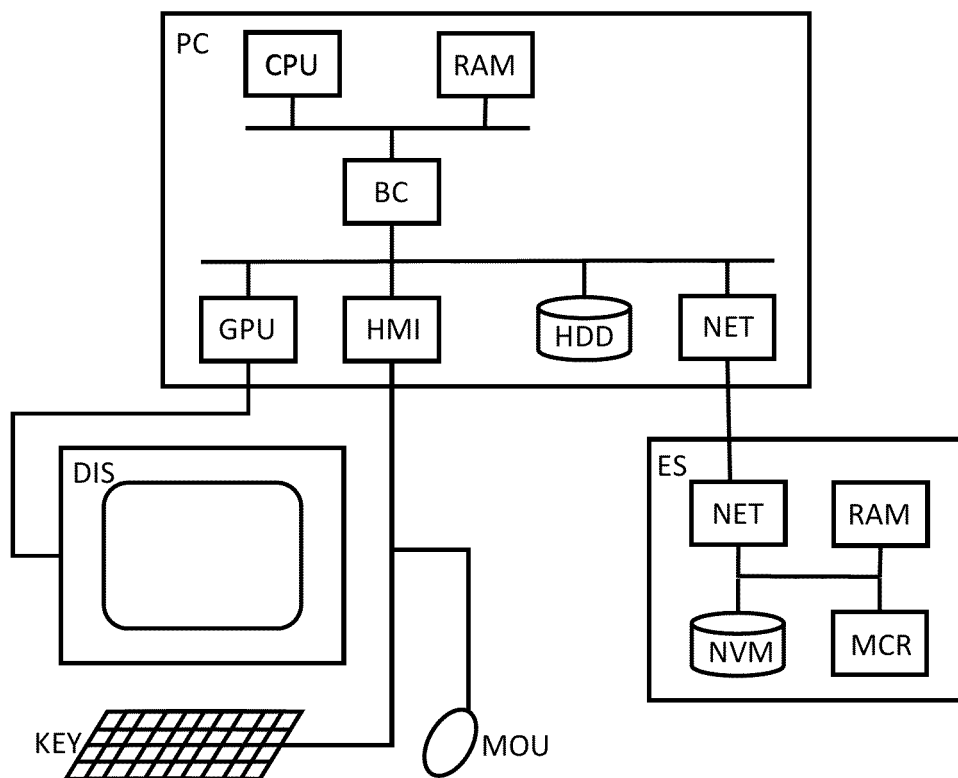 PC
CPU
RAM
BC
GPU
HMI
HDD
NET
DIS
ES
NET
RAM
NVM
MCR
KEY
MOU